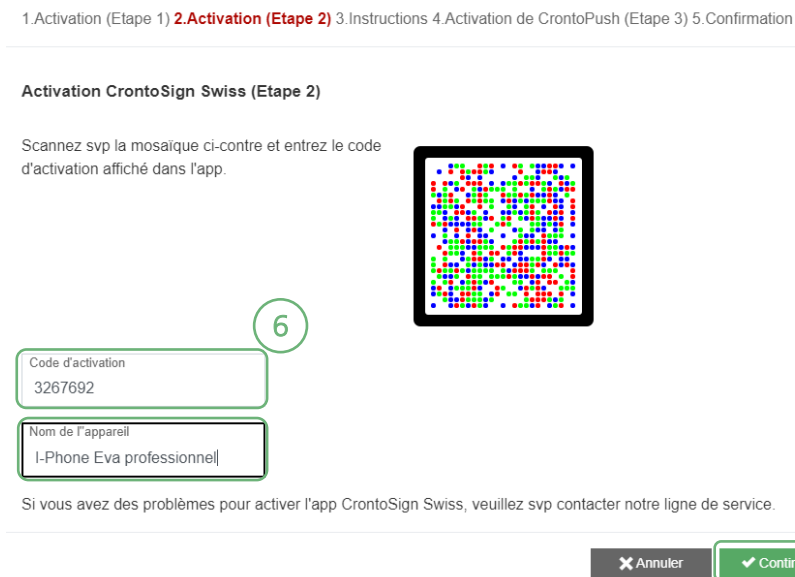 1.Activation (Etape 1) 2.Activation (Etape 2) 3.Instructions 4.Activation de CrontoPush (Etape 3) 5.Confirmation
Activation CrontoSign Swiss (Etape 2)
Scannez svp la mosaïque ci-contre et entrez le code
d'activation affiché dans l'app.
6
Code d'activation
3267692
Nom de l''appareil
I-Phone Eva professionnel
Si vous avez des problèmes pour activer l'app CrontoSign Swiss, veuillez svp contacter notre ligne de service.
Annuler